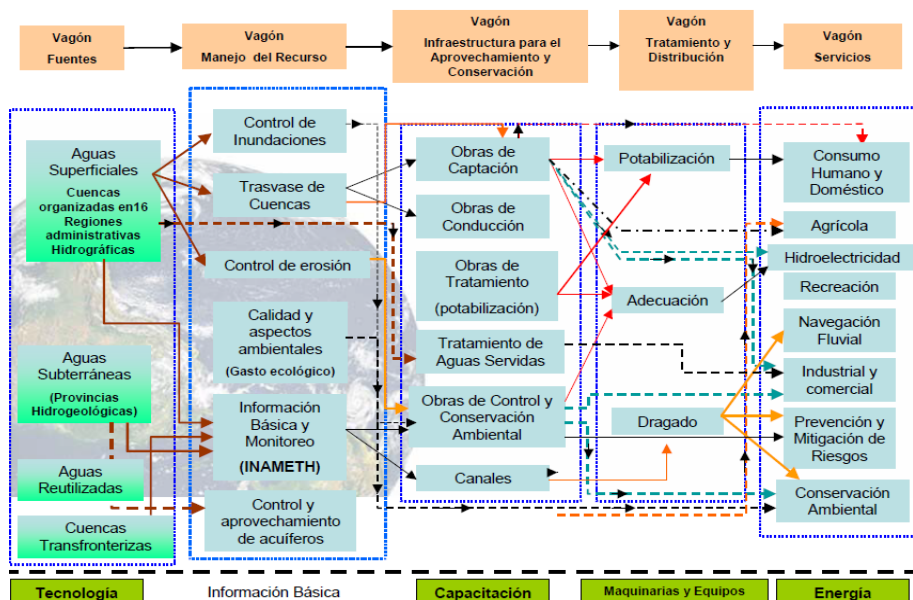 Vagón
Fuentes
Vagón
Manejo del Recurso
Vagón
Infraestructura para el
Aprovechamiento y
Conservación
Vagón
Tratamiento y
Distribución
Vagón
Servicios
Aguas
Superficiales
Cuencas
organizadas en16
Regiones
administrativas
Hidrográficas
Aguas
Subterráneas
(Provincias
Hidrogeológicas)
Aguas
Reutilizadas
Cuencas
Transfronterizas
Control de
Inundaciones
Trasvase de
Cuencas
Control de erosión
Calidad y
aspectos
ambientales
(Gasto ecológico)
Información
Básica y
Monitoreo
(INAMETH)
Control y
aprovechamiento
de acuíferos
Obras de
Captación
Obras de
Conducción
Obras de
Tratamiento
(potabilización)
Tratamiento de
Aguas Servidas
Obras de Control y
Conservación
Ambiental
Canales
Potabilización
Adecuación
Dragado
Consumo
Humano y
Doméstico
Agrícola
Hidroelectricidad
Recreación
Navegación
Fluvial
Industrial y
comercial
Prevención y
Mitigación de
Riesgos
Conservación
Ambiental
Tecnología
Información Básica
Capacitación
Maquinarias y Equipos
Energía